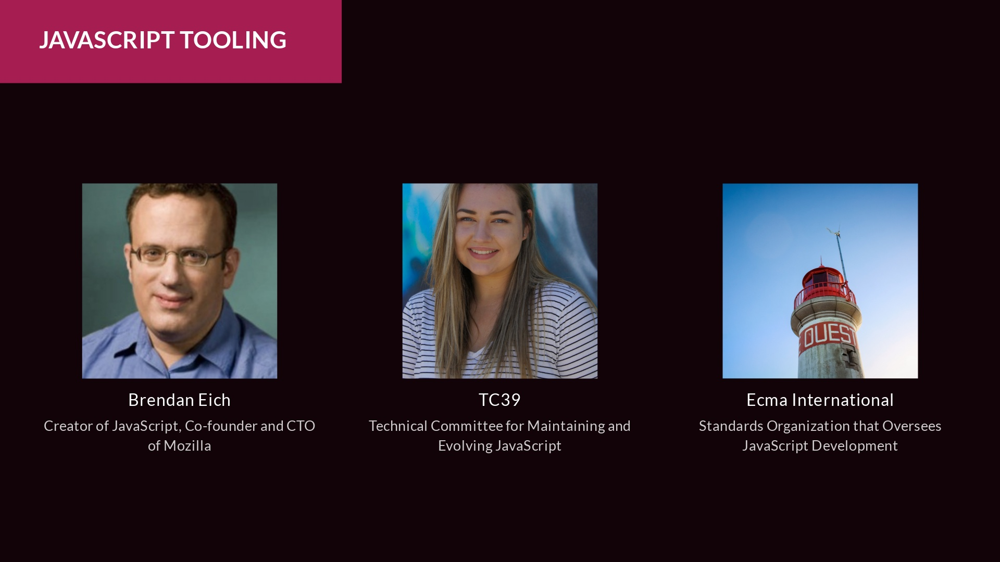 JAVASCRIPT TOOLING
OUEST
Brendan Eich
Creator of JavaScript, Co-founder and CTO
of Mozilla
TC39
Technical Committee for Maintaining and
Evolving JavaScript
Ecma International
Standards Organization that Oversees
JavaScript Development